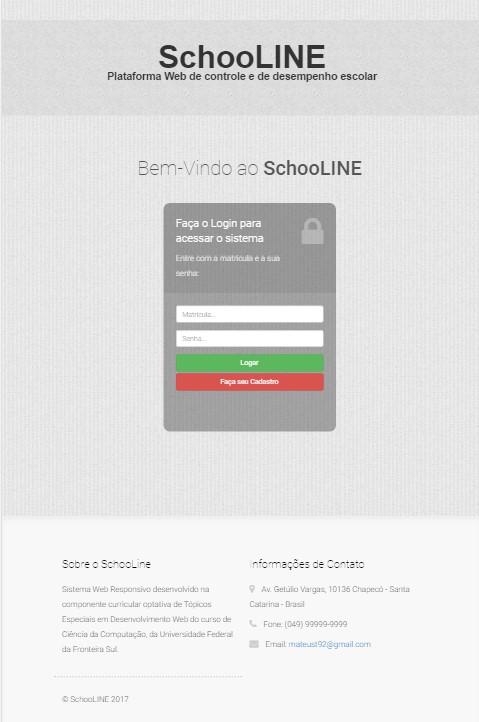 SchooLINE
Plataforma Web de controle e de desempenho escolar
Bem-Vindo ao SchooLINE
Faça o Login para
acessar o sistema
Entre com a matrícula e a sua
senha:
Matrícula...
Senha...
Logar
Faça seu Cadastro
Sobre o SchooLine
Sistema Web Responsivo desenvolvido na
componente curricular optativa de Tópicos
Especiais em Desenvolvimento Web do curso de
Ciência da Computação, da Universidade Federal
da Fronteira Sul.
© SchooLINE 2017
Informações de Contato
Av. Getúlio Vargas, 10136 Chapecó - Santa
Catarina - Brasil
Fone: (049) 99999-9999
Email: mateust92@gmail.com